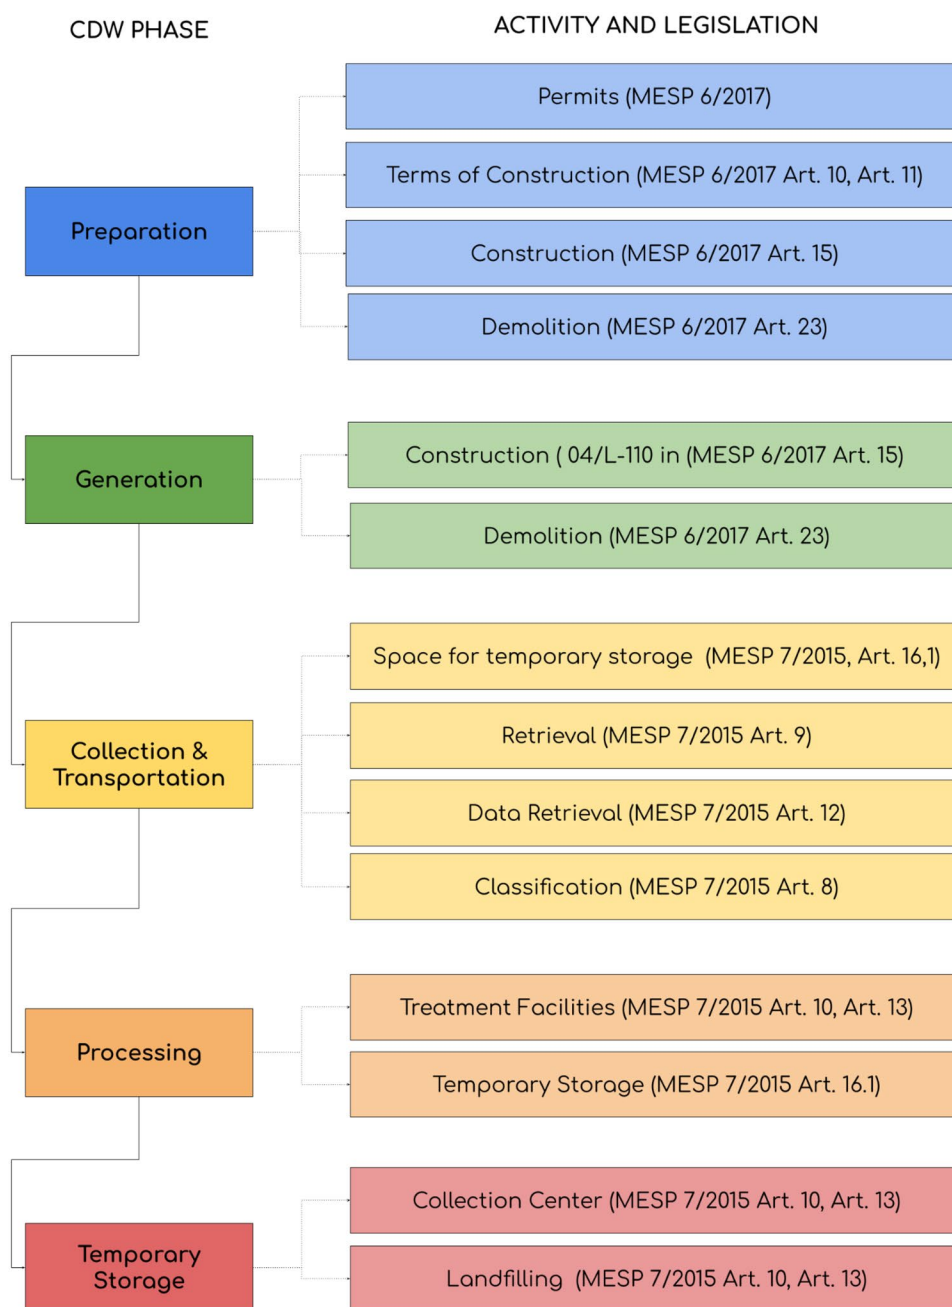 CDW PHASE
ACTIVITY AND LEGISLATION
Preparation
Permits (MESP 6/2017)
Terms of Construction (MESP 6/2017 Art. 10, Art. 11)
Construction (MESP 6/2017 Art. 15)
Demolition (MESP 6/2017 Art. 23)
Generation
Construction ( 04/L-110 in (MESP 6/2017 Art. 15)
Demolition (MESP 6/2017 Art. 23)
Collection &
Transportation
Space for temporary storage (MESP 7/2015, Art. 16,1)
Retrieval (MESP 7/2015 Art. 9)
Data Retrieval (MESP 7/2015 Art. 12)
Classification (MESP 7/2015 Art. 8)
Processing
Treatment Facilities (MESP 7/2015 Art. 10, Art. 13)
Temporary Storage (MESP 7/2015 Art. 16.1)
Temporary
Storage
Collection Center (MESP 7/2015 Art. 10, Art. 13)
Landfilling (MESP 7/2015 Art. 10, Art. 13)